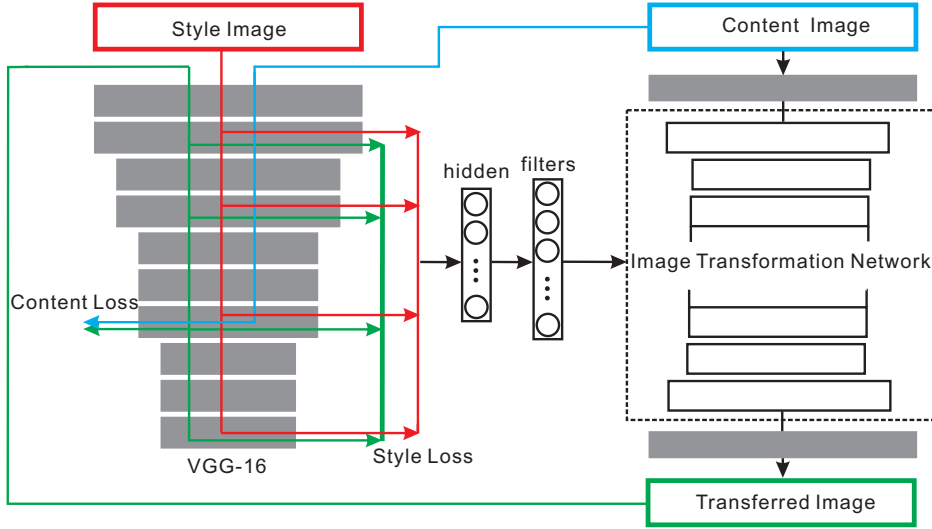 Style Image
Content Image
hidden
filters
Image Transformation Network
Content Loss
VGG-16
Style Loss
Transferred Image